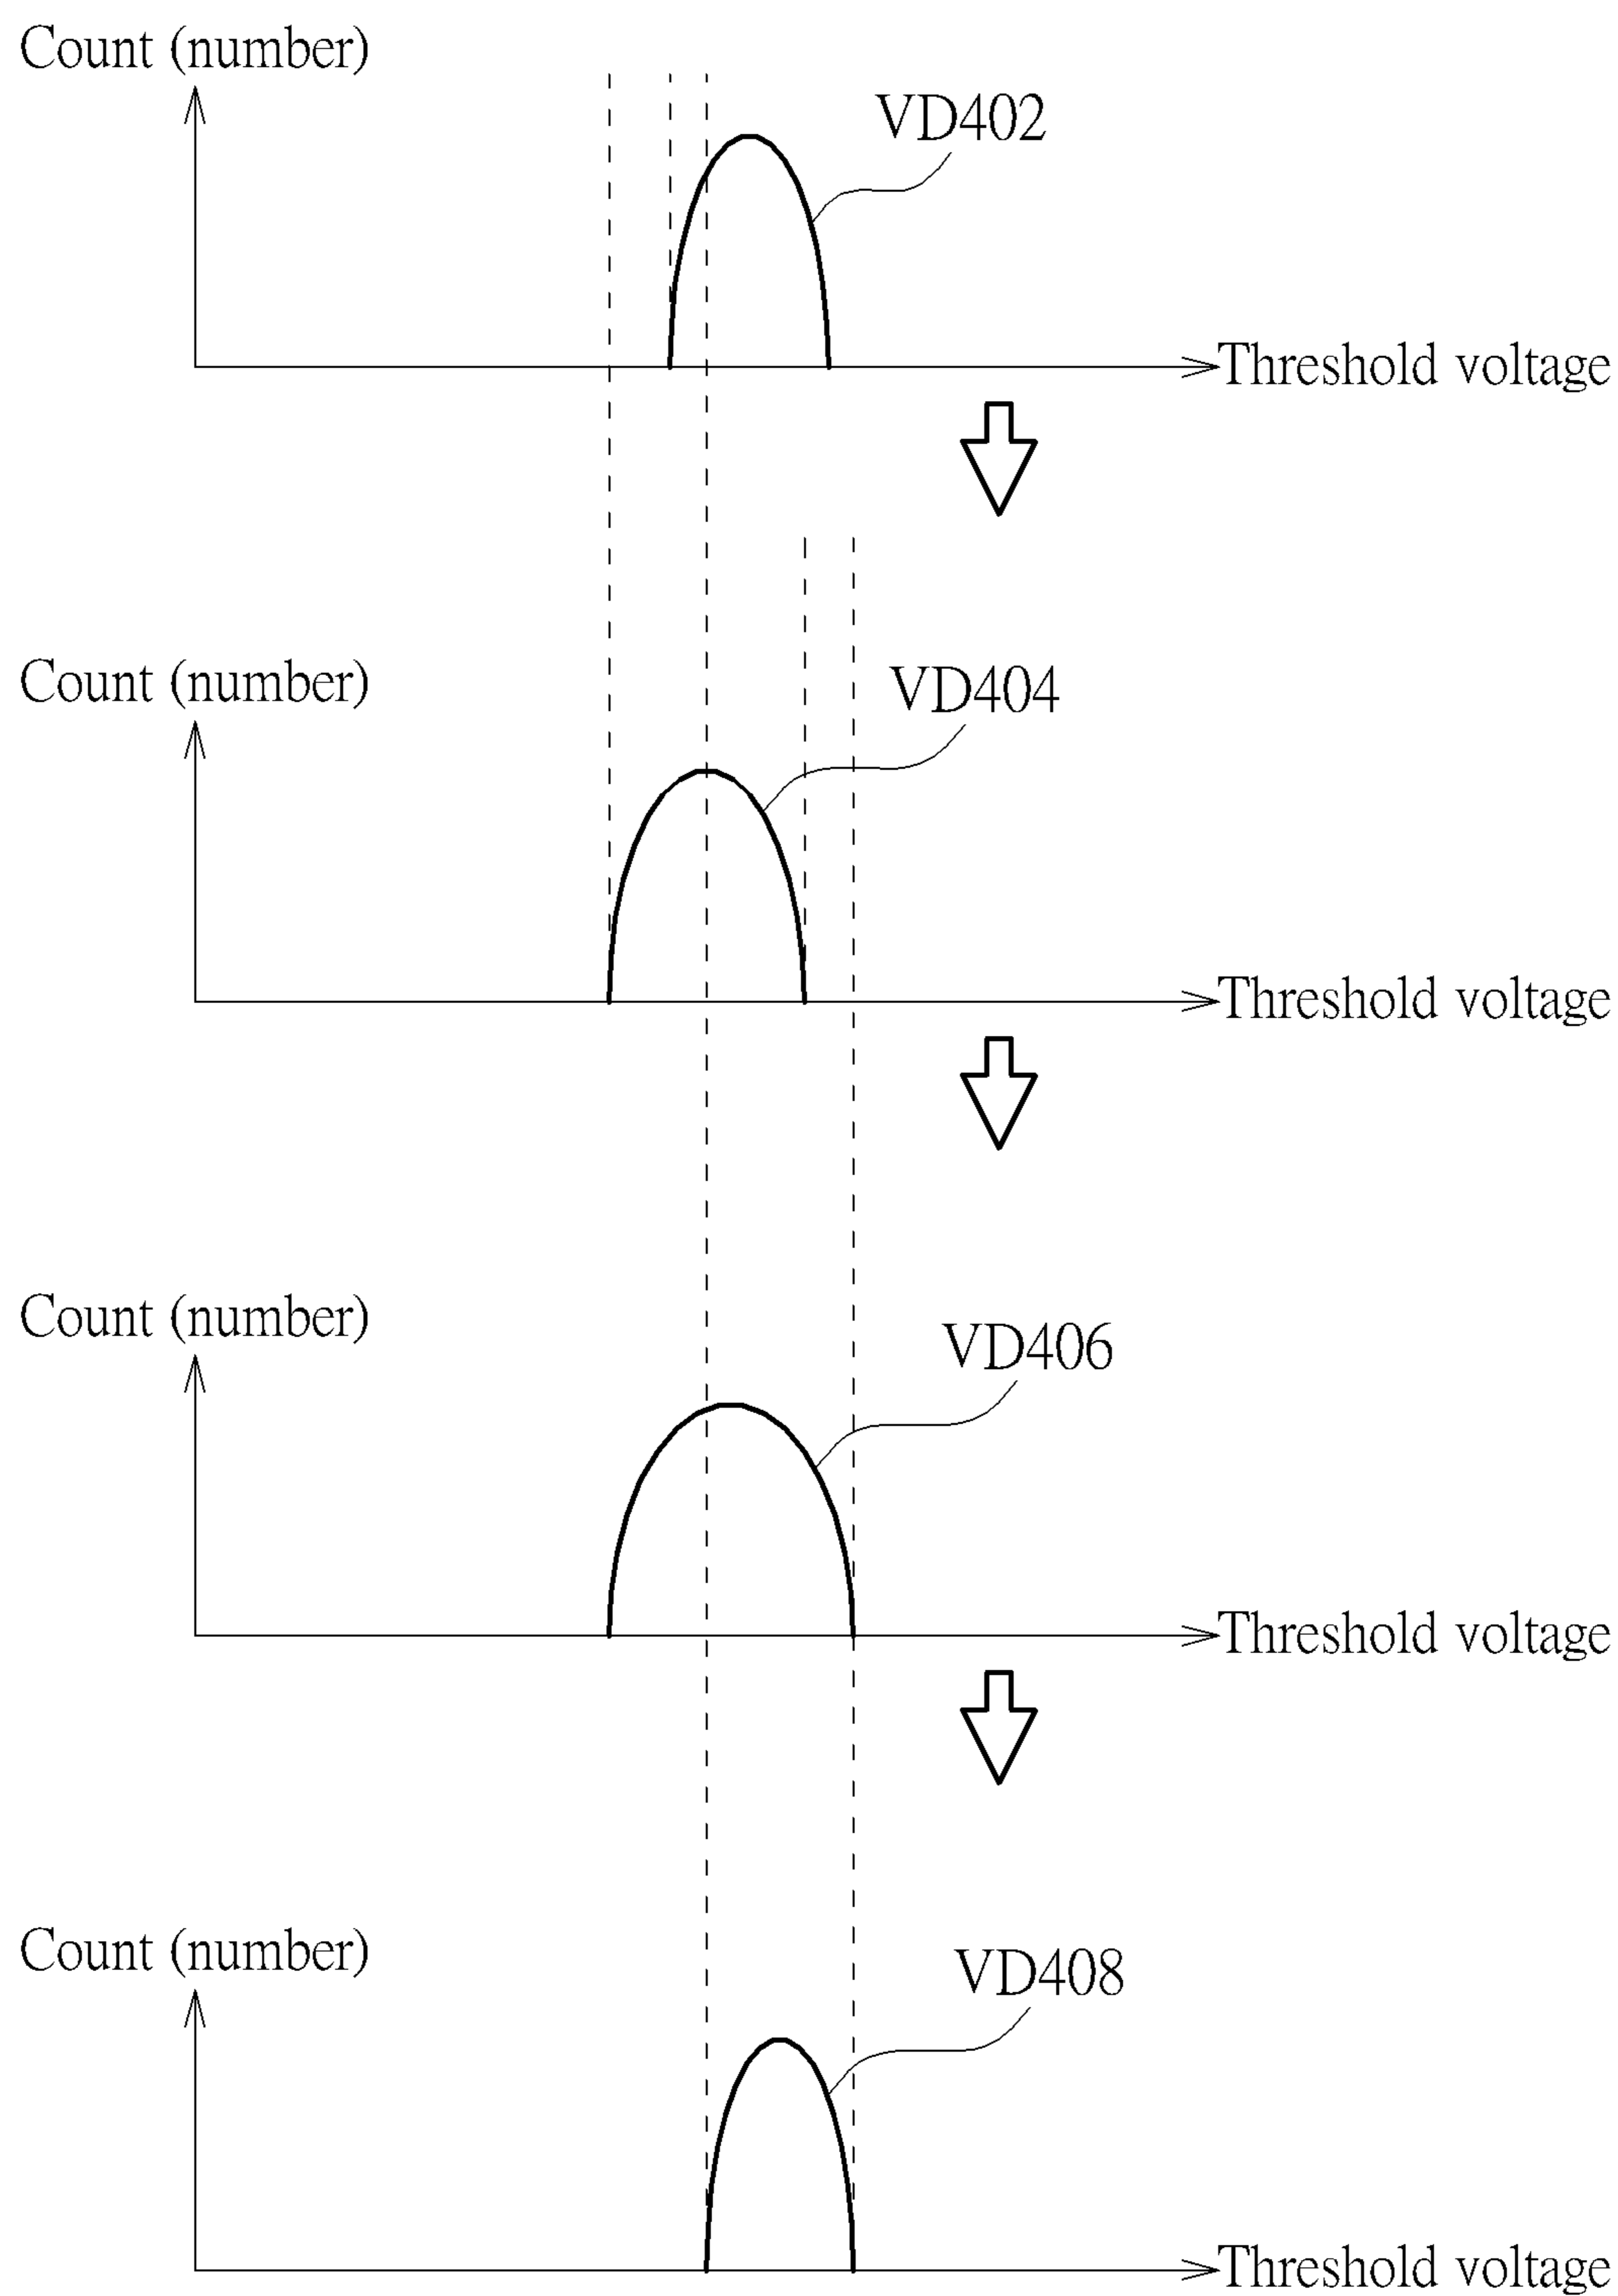 Count (number)
VD402
Threshold voltage
Count (number)
VD404
Threshold voltage
Count (number)
VD406
Threshold voltage
Count (number)
VD408
Threshold voltage